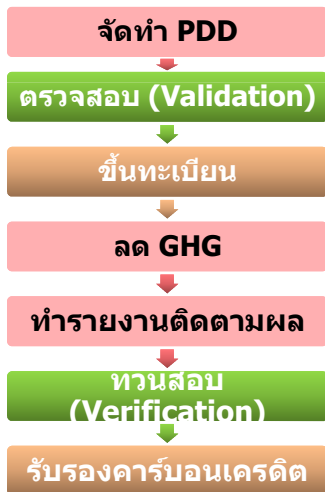 จัดทำ PDD
ตรวจสอบ (Validation)
ขึ้นทะเบียน
ลด GHG
ทำรายงานติดตามผล
ทวนสอบ
(Verification)
รับรองคาร์บอนเครดิต